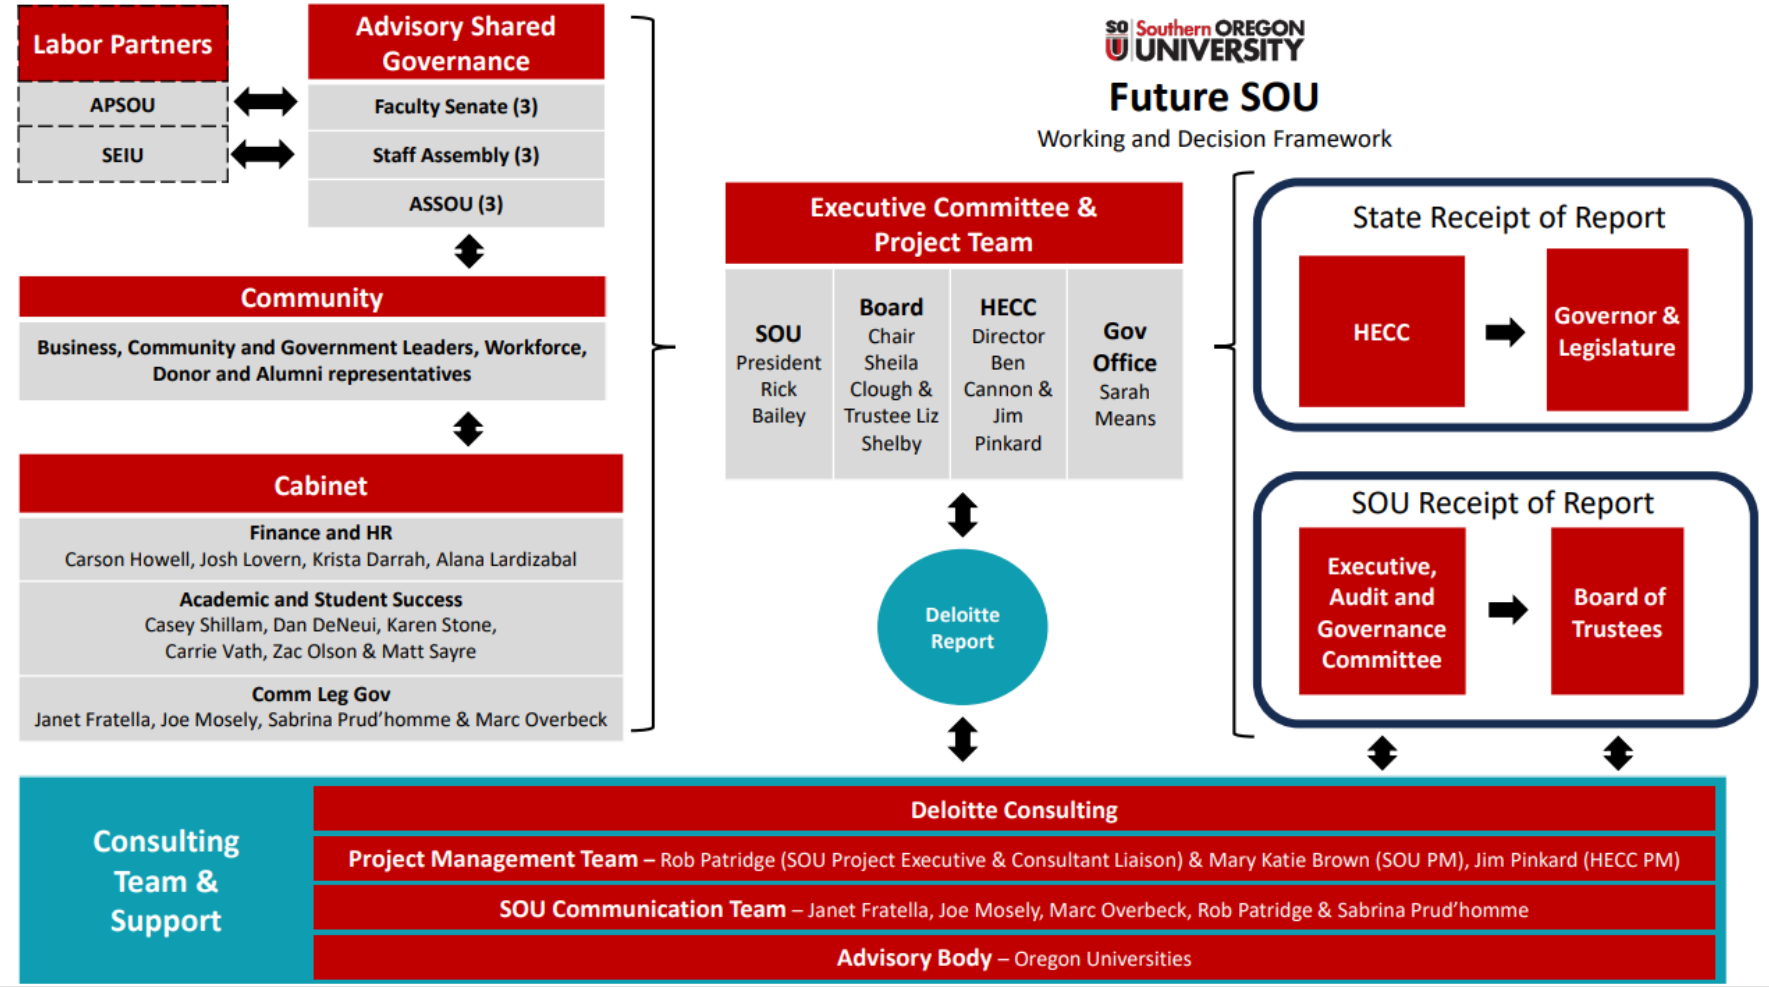 Labor Partners
APSOU
SEIU
Advisory Shared
Governance
Faculty Senate (3)
Staff Assembly (3)
ASSOU (3)
Community
Business, Community and Government Leaders, Workforce,
Donor and Alumni representatives
Cabinet
Finance and HR
Carson Howell, Josh Lovern, Krista Darrah, Alana Lardizabal
Academic and Student Success
Casey Shillam, Dan DeNeui, Karen Stone,
Carrie Vath, Zac Olson & Matt Sayre
Comm Leg Gov
Janet Fratella, Joe Mosely, Sabrina Prud’homme & Marc Overbeck
SO
U
Southern OREGON
UNIVERSITY
Future SOU
Working and Decision Framework
Executive Committee &
Project Team
SOU
President
Rick
Bailey
Board
Chair
Sheila
Clough &
Trustee Liz
Shelby
HECC
Director
Ben
Cannon &
Jim
Pinkard
Gov
Office
Sarah
Means
Deloitte
Report
State Receipt of Report
HECC
Governor &
Legislature
SOU Receipt of Report
Executive,
Audit and
Governance
Committee
Board of
Trustees
Consulting
Team &
Support
Deloitte Consulting
Project Management Team – Rob Patridge (SOU Project Executive & Consultant Liaison) & Mary Katie Brown (SOU PM), Jim Pinkard (HECC PM)
SOU Communication Team – Janet Fratella, Joe Mosely, Marc Overbeck, Rob Patridge & Sabrina Prud’homme
Advisory Body – Oregon Universities